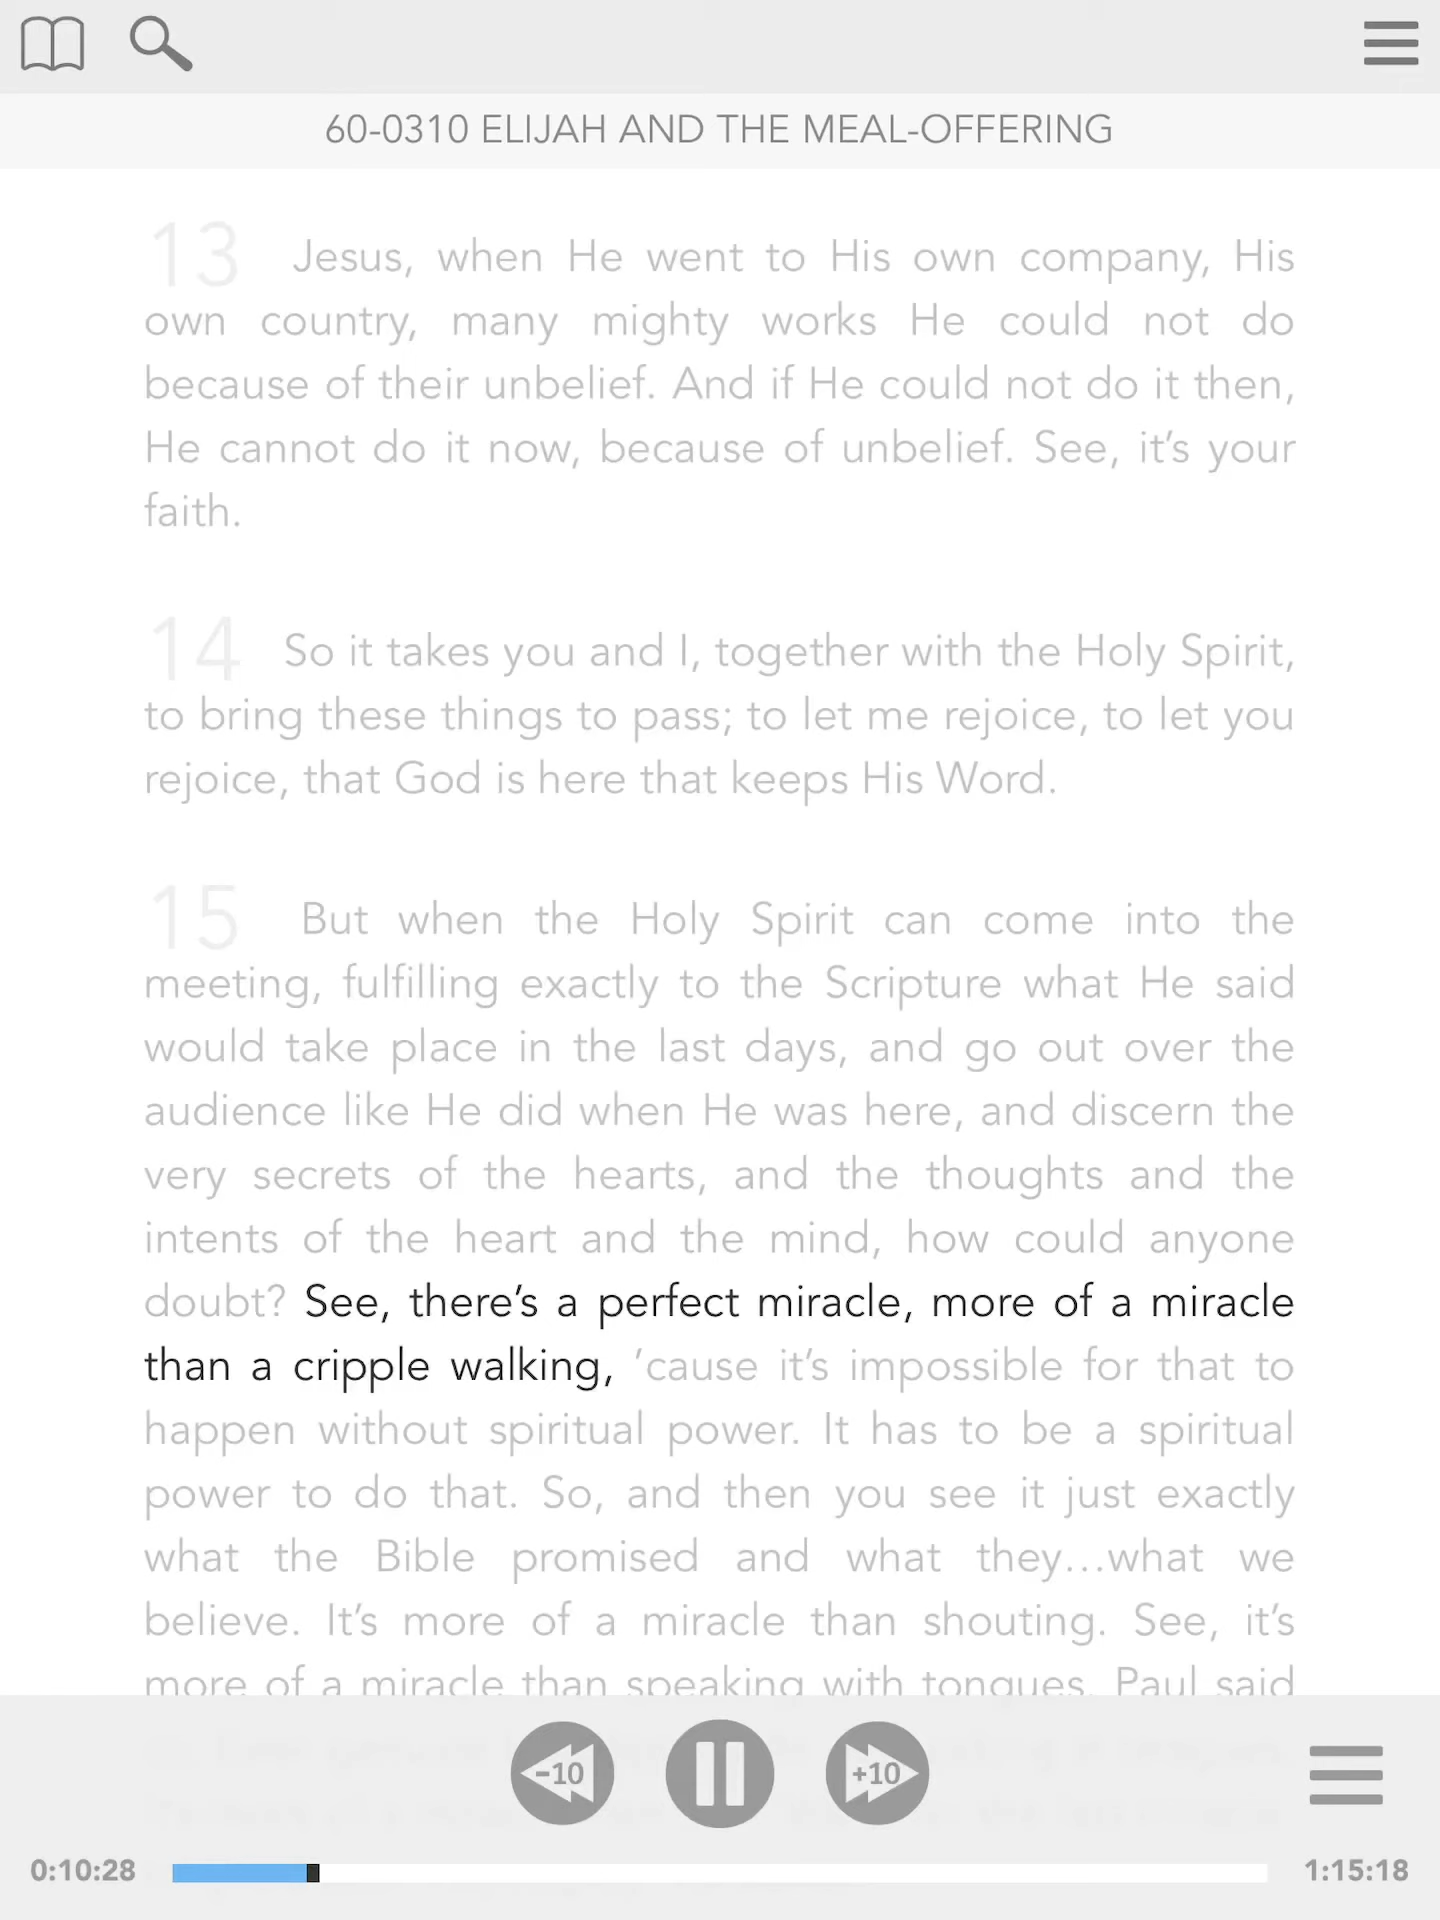 60-0310 ELIJAH AND THE MEAL-OFFERING
13 Jesus, when He went to His own company, His
own country, many mighty works He could not do
because of their unbelief. And if He could not do it then,
He cannot do it now, because of unbelief. See, it’s your
faith.
14 So it takes you and I, together with the Holy Spirit,
to bring these things to pass; to let me rejoice, to let you
rejoice, that God is here that keeps His Word.
15 But when the Holy Spirit can come into the
meeting, fulfilling exactly to the Scripture what He said
would take place in the last days, and go out over the
audience like He did when He was here, and discern the
very secrets of the hearts, and the thoughts and the
intents of the heart and the mind, how could anyone
doubt? See, there’s a perfect miracle, more of a miracle
than a cripple walking, ’cause it’s impossible for that to
happen without spiritual power. It has to be a spiritual
power to do that. So, and then you see it just exactly
what the Bible promised and what they…what we
believe. It’s more of a miracle than shouting. See, it’s
more of a miracle than speaking with tongues. Paul said
-10 +10
0:10:28 1:15:18